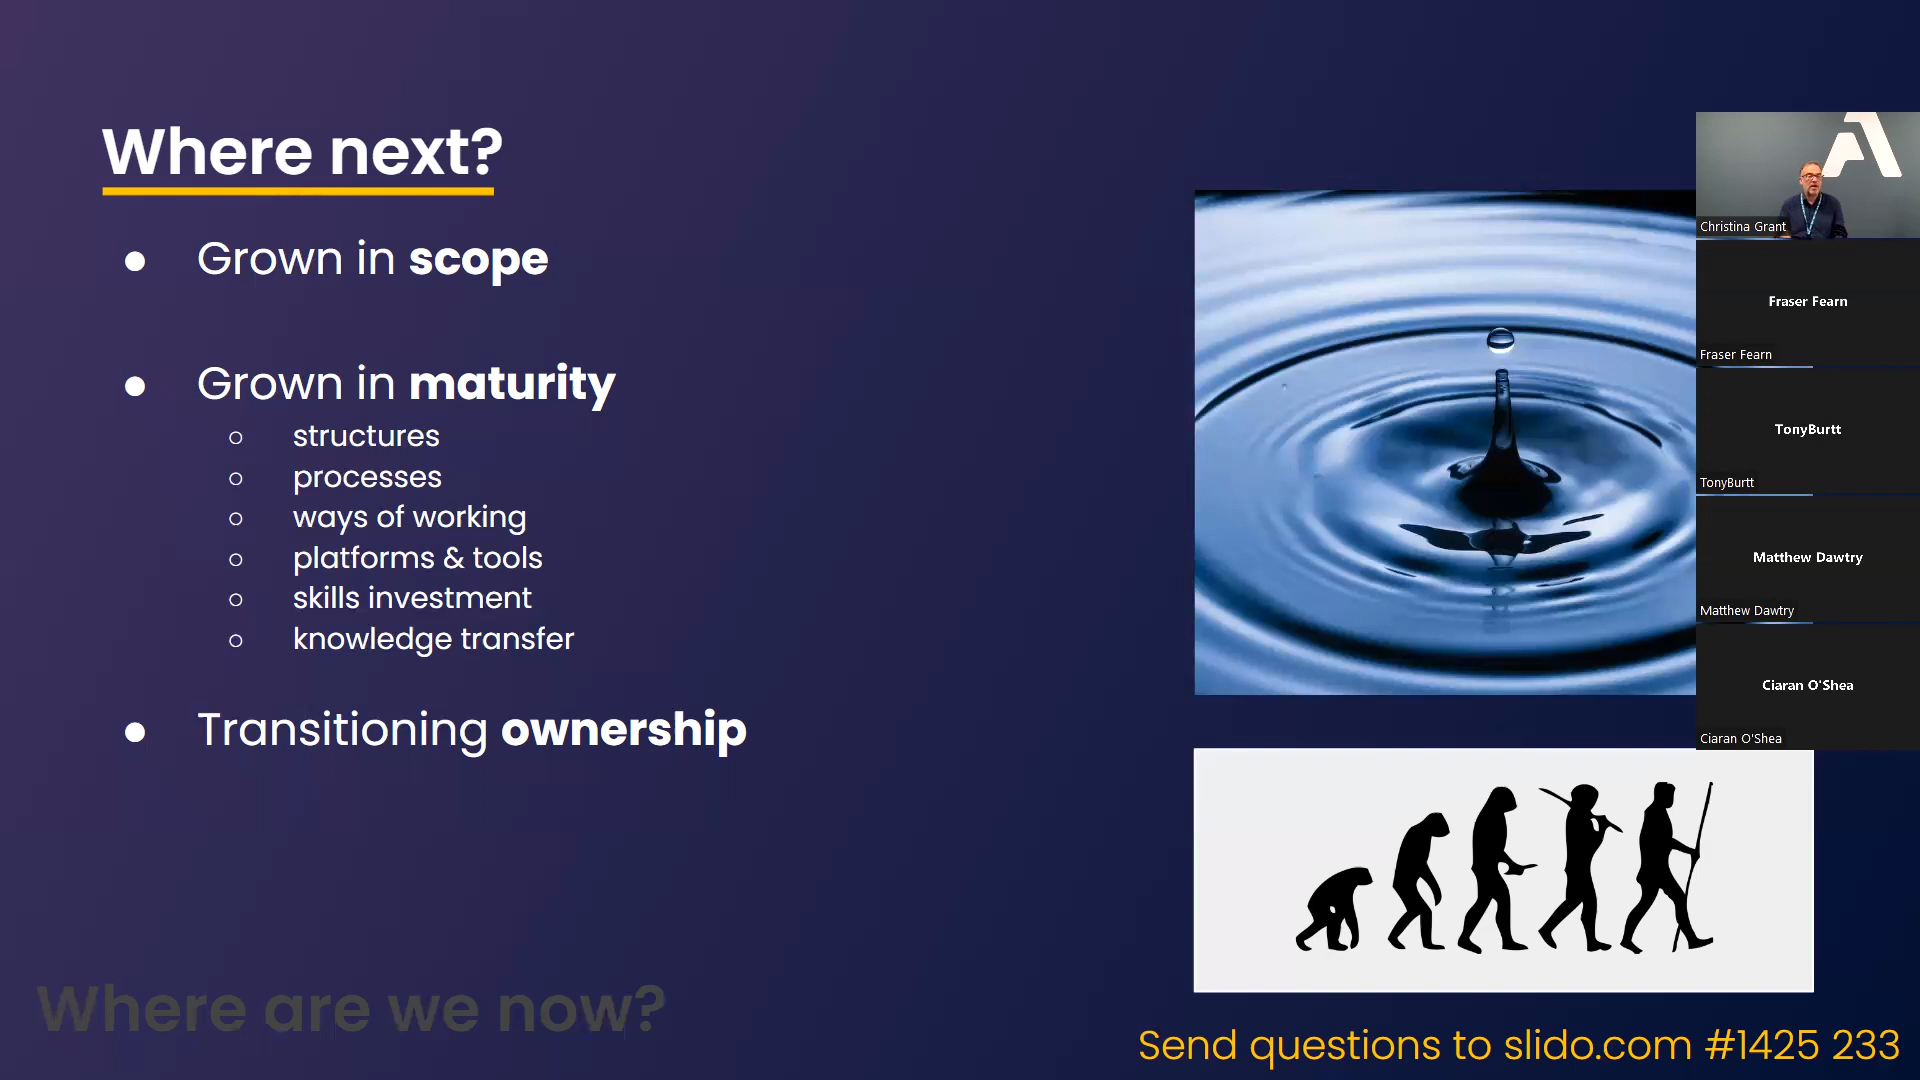 Where next?
● Grown in scope
● Grown in maturity
○ structures
○ processes
○ ways of working
○ platforms & tools
○ skills investment
○ knowledge transfer
● Transitioning ownership
Where are we now?
Send questions to slido.com #1425 233
Christina Grant
Fraser Fearn
Fraser Fearn
TonyBurtt
TonyBurtt
Matthew Dawtry
Matthew Dawtry
Ciaran O'Shea
Ciaran O'Shea